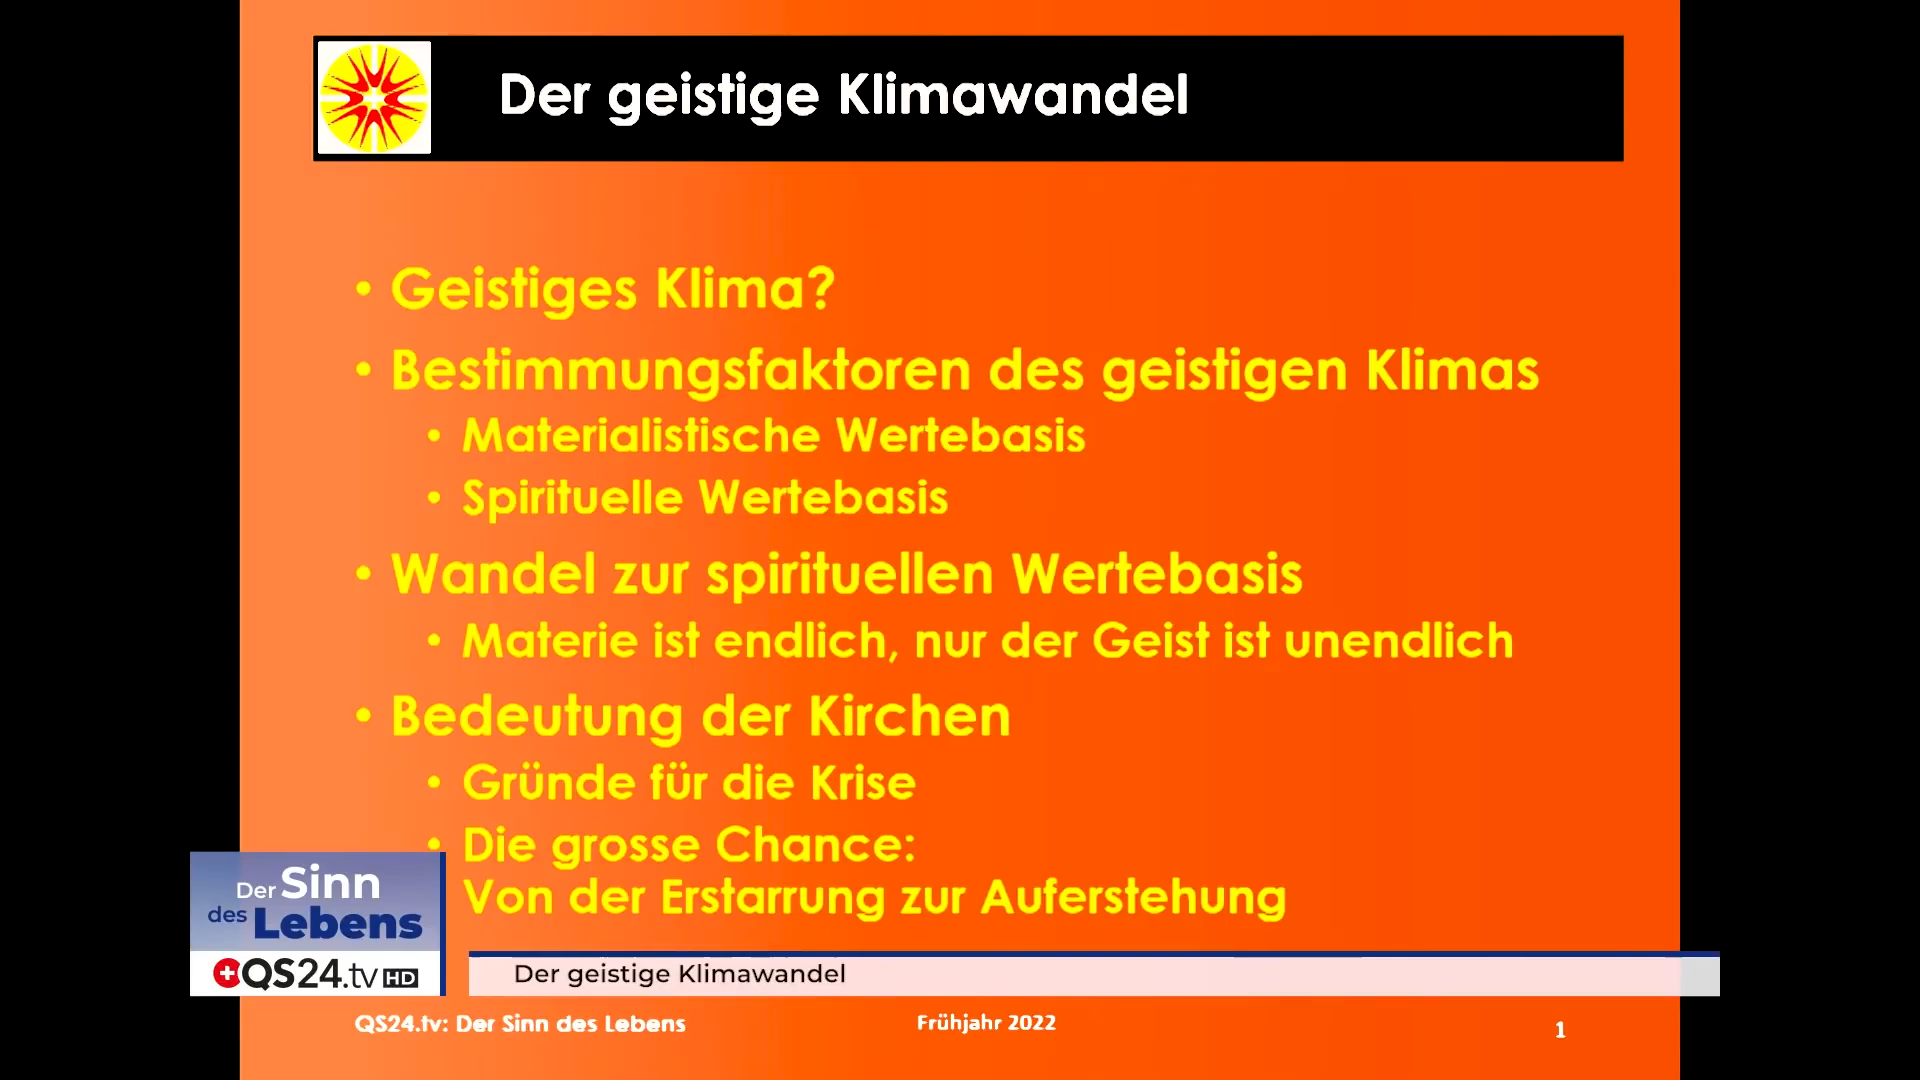 Der geistige Klimawandel
• Geistiges Klima?
• Bestimmungsfaktoren des geistigen Klimas
• Materialistische Wertebasis
• Spirituelle Wertebasis
• Wandel zur spirituellen Wertebasis
• Materie ist endlich, nur der Geist ist unendlich
• Bedeutung der Kirchen
• Gründe für die Krise
• Die grosse Chance:
Von der Erstarrung zur Auferstehung
Der Sinn
des Lebens
QS24.tv HD
Der geistige Klimawandel
QS24.tv: Der Sinn des Lebens
Frühjahr 2022
1